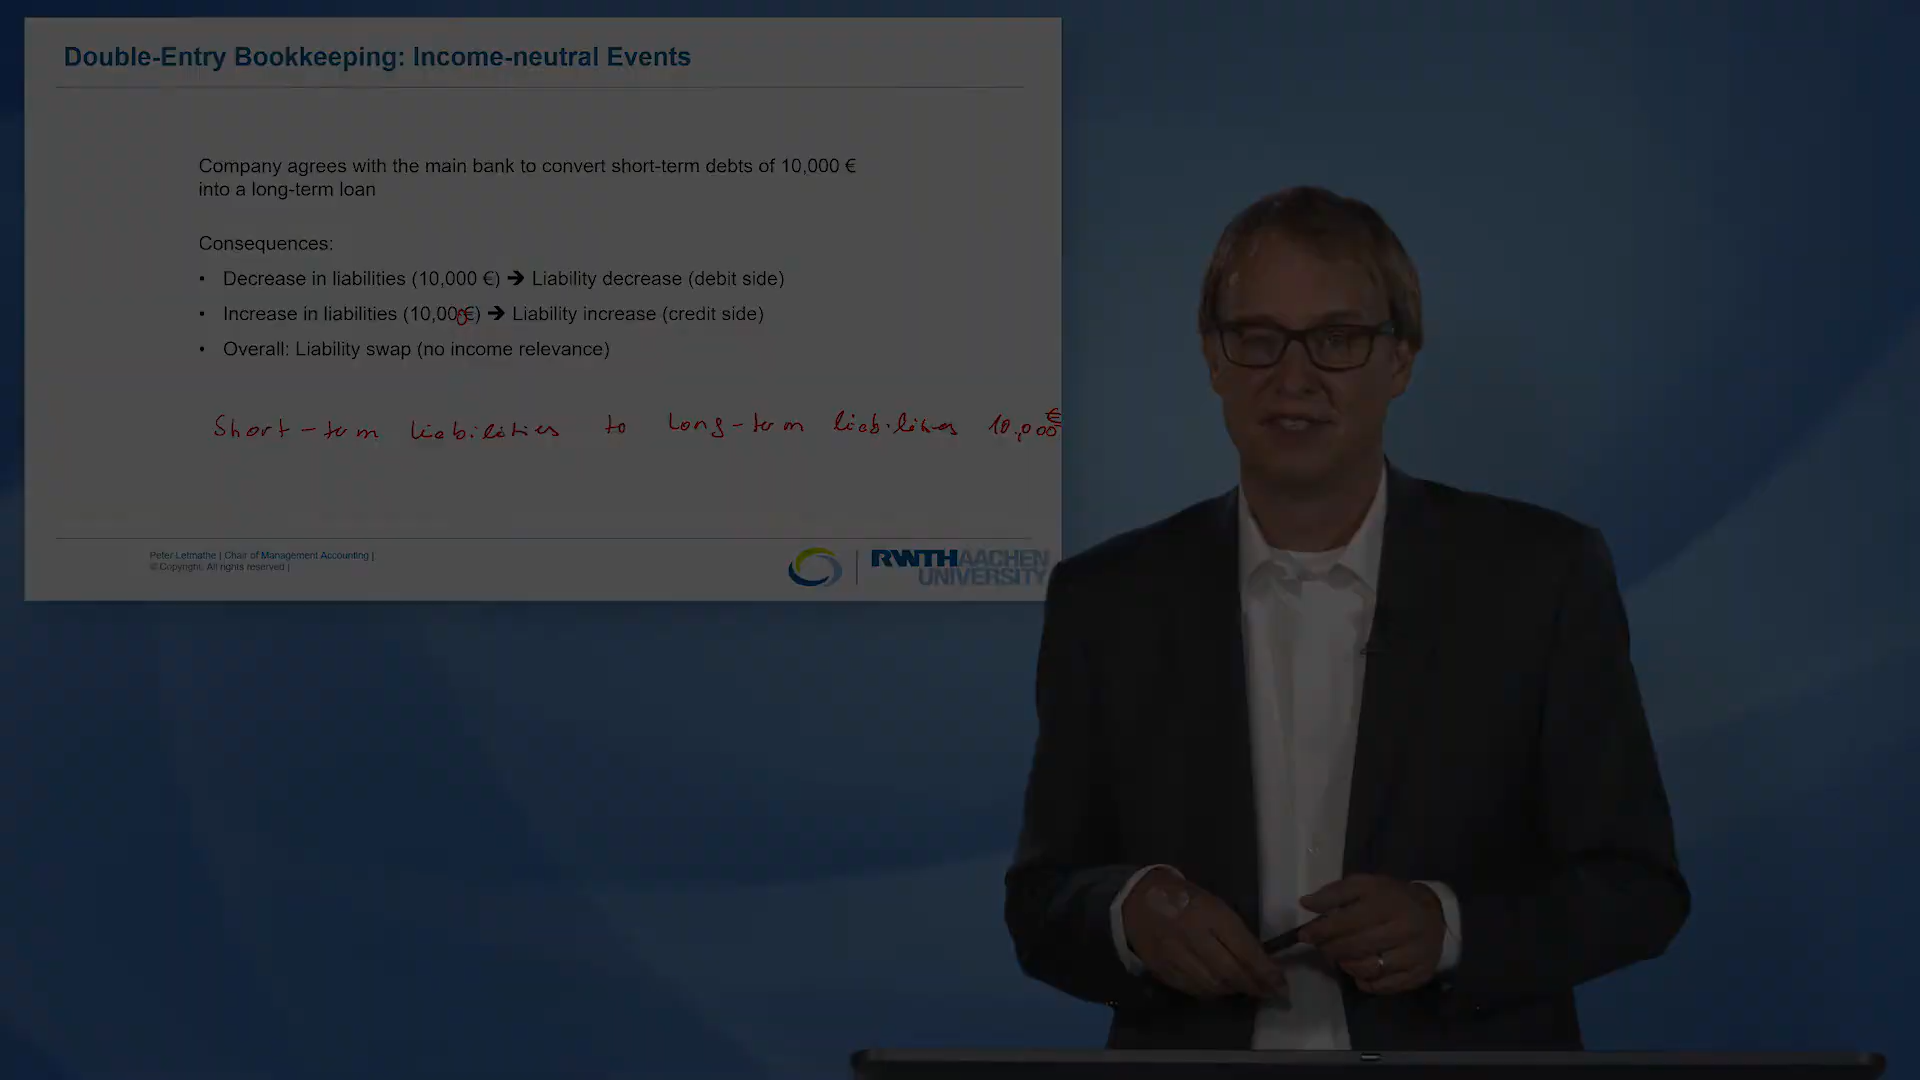 Double-Entry Bookkeeping: Income-neutral Events
Company agrees with the main bank to convert short-term debts of 10,000 €
into a long-term loan
Consequences:
• Decrease in liabilities (10,000 €) ➔ Liability decrease (debit side)
• Increase in liabilities (10,000€) ➔ Liability increase (credit side)
• Overall: Liability swap (no income relevance)
Short-term liabilities to Long-term liabilities 10,000 €
Peter Letmathe | Chair of Management Accounting |
© Copyright. All rights reserved |
RWTH AACHEN
UNIVERSITY